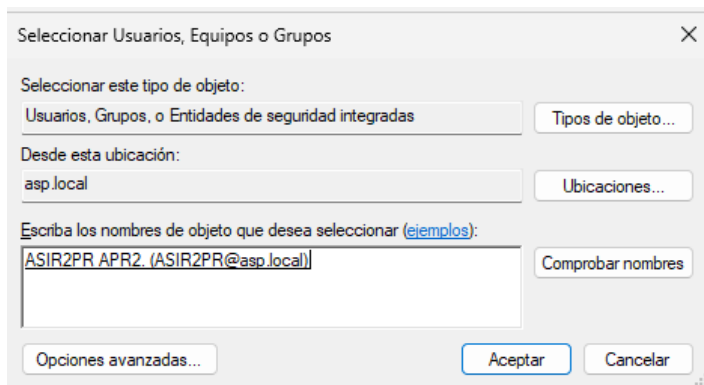 Seleccionar Usuarios, Equipos o Grupos
Seleccionar este tipo de objeto:
Usuarios, Grupos, o Entidades de seguridad integradas
Tipos de objeto...
Desde esta ubicación:
asp.local
Ubicaciones...
Escriba los nombres de objeto que desea seleccionar (ejemplos):
ASIR2PR APR2. (ASIR2PR@asp.local)
Comprobar nombres
Opciones avanzadas...
Aceptar
Cancelar